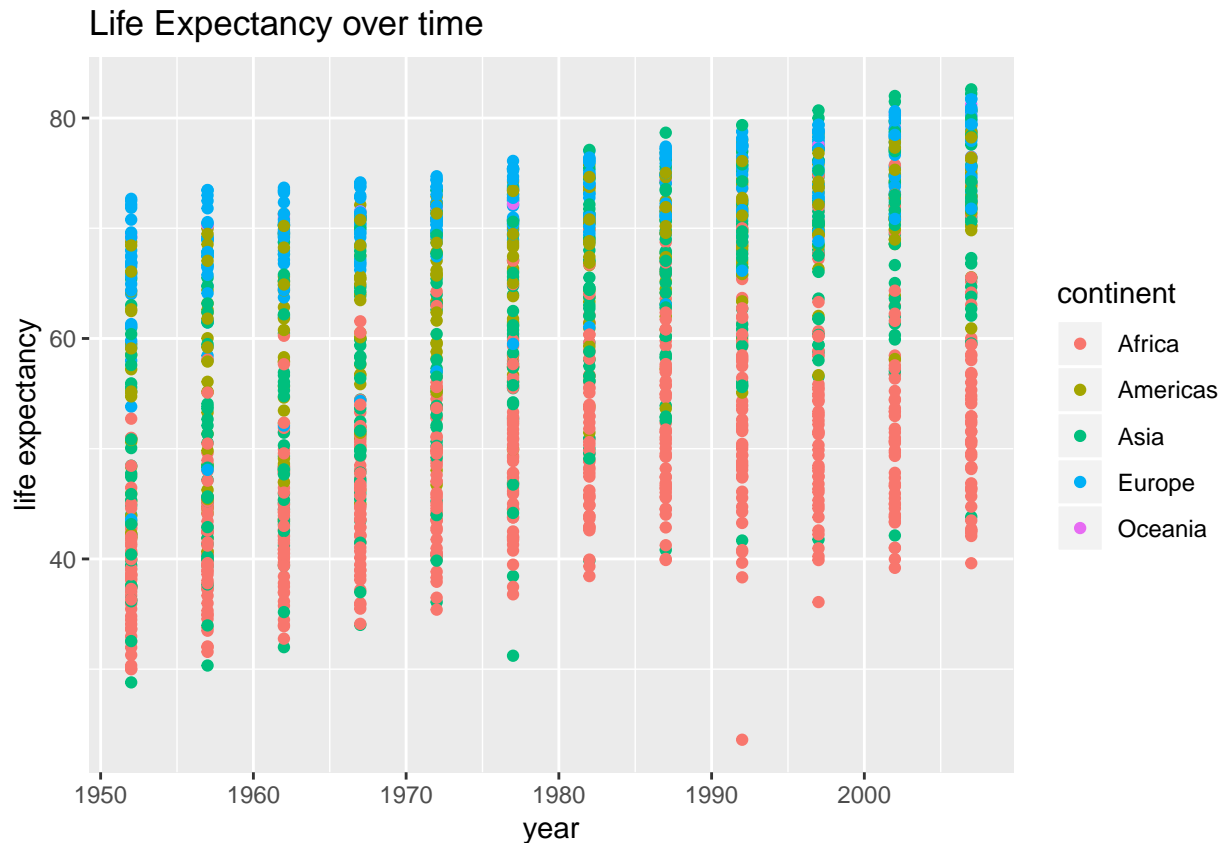 Life Expectancy over time
80
60
40
life expectancy
1950 1960 1970 1980 1990 2000
year
continent
Africa
Americas
Asia
Europe
Oceania